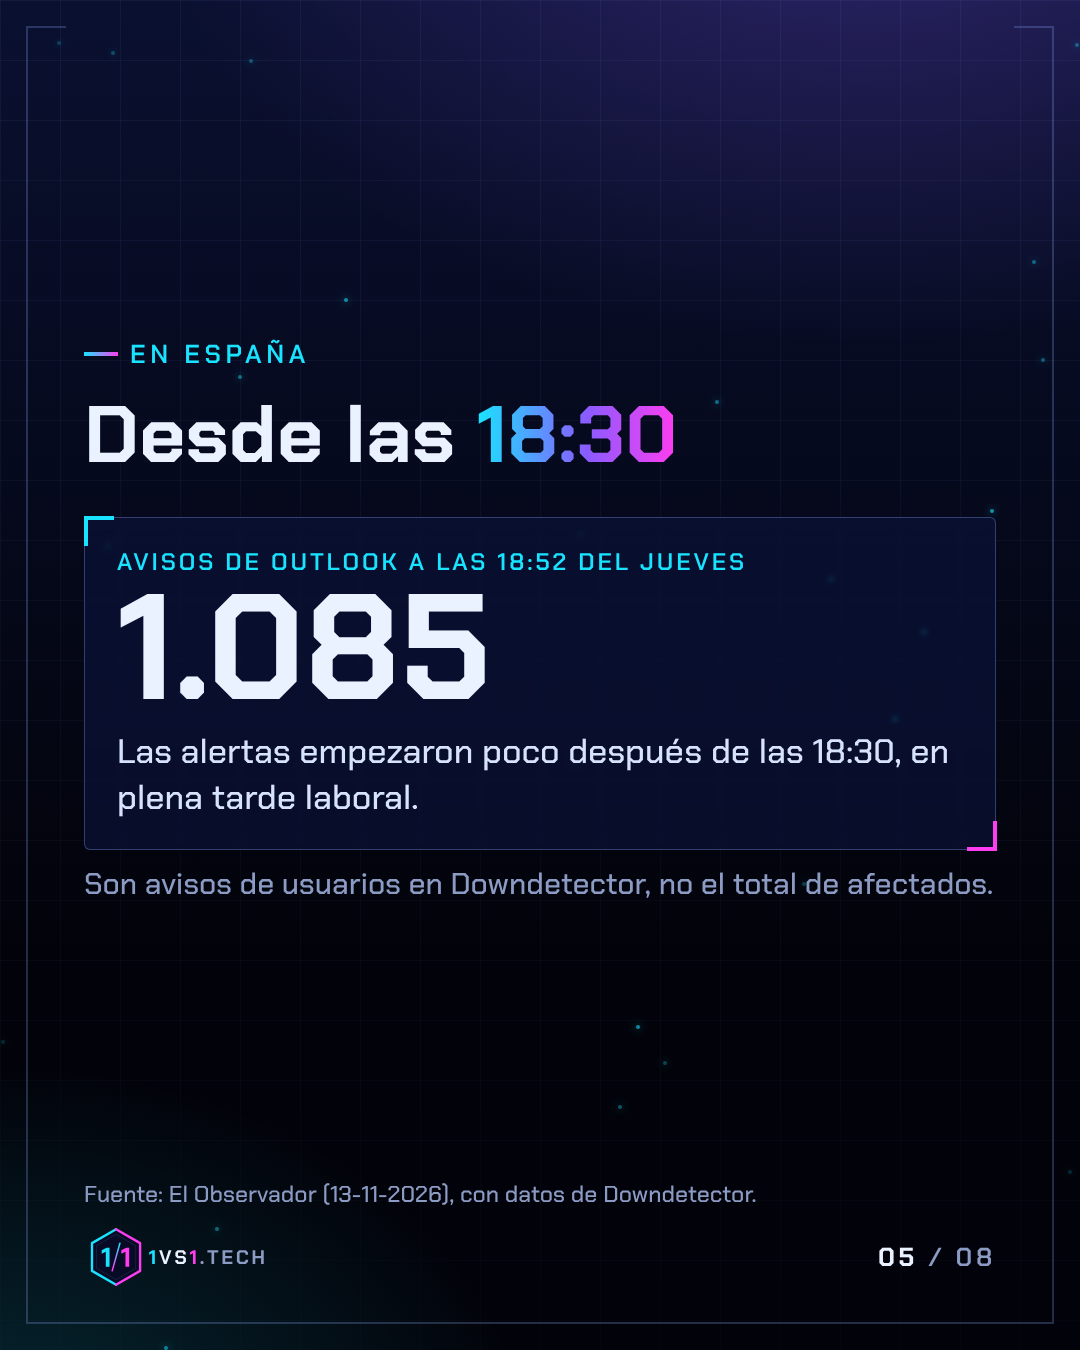 EN ESPAÑA
Desde las 18:30
AVISOS DE OUTLOOK A LAS 18:52 DEL JUEVES
1.085
Las alertas empezaron poco después de las 18:30, en
plena tarde laboral.
Son avisos de usuarios en Downdetector, no el total de afectados.
Fuente: El Observador (13-11-2026), con datos de Downdetector.
1/1 1VS1.TECH
05 / 08